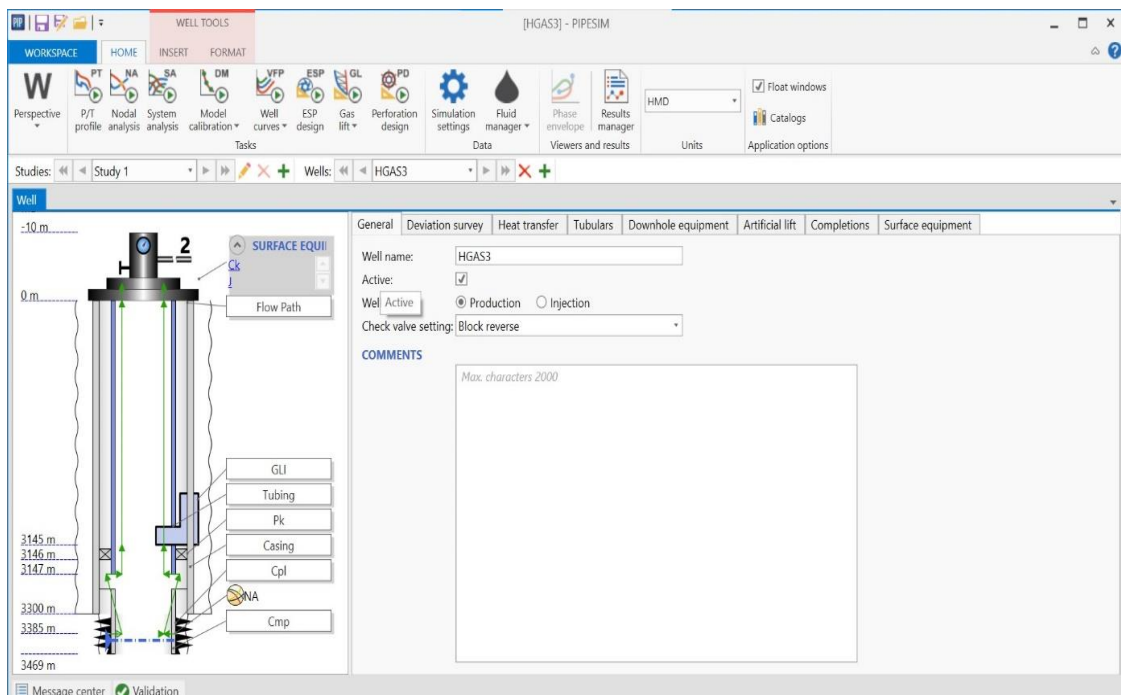 PIP
WELL TOOLS
[HGAS3] - PIPESIM
WORKSPACE HOME INSERT FORMAT
W PT NA SA DM VFP ESP GL PD
Perspective P/T profile Nodal analysis System analysis Model calibration Well curves ESP design Gas lift Perforation design Simulation settings Fluid manager Phase envelope Results manager HMD Float windows Catalogs
Tasks Data Viewers and results Units Application options
Studies: Study 1 Wells: HGAS3
Well
General Deviation survey Heat transfer Tubulars Downhole equipment Artificial lift Completions Surface equipment
-10 m
2
SURFACE EQUI
Ck
0 m
Flow Path
GLI
Tubing
3145 m
Pk
3146 m
Casing
3147 m
Cpl
NA
3300 m
Cmp
3385 m
3469 m
Well name: HGAS3
Active:
Wel Active Production Injection
Check valve setting: Block reverse
COMMENTS
Max. characters 2000
Message center Validation